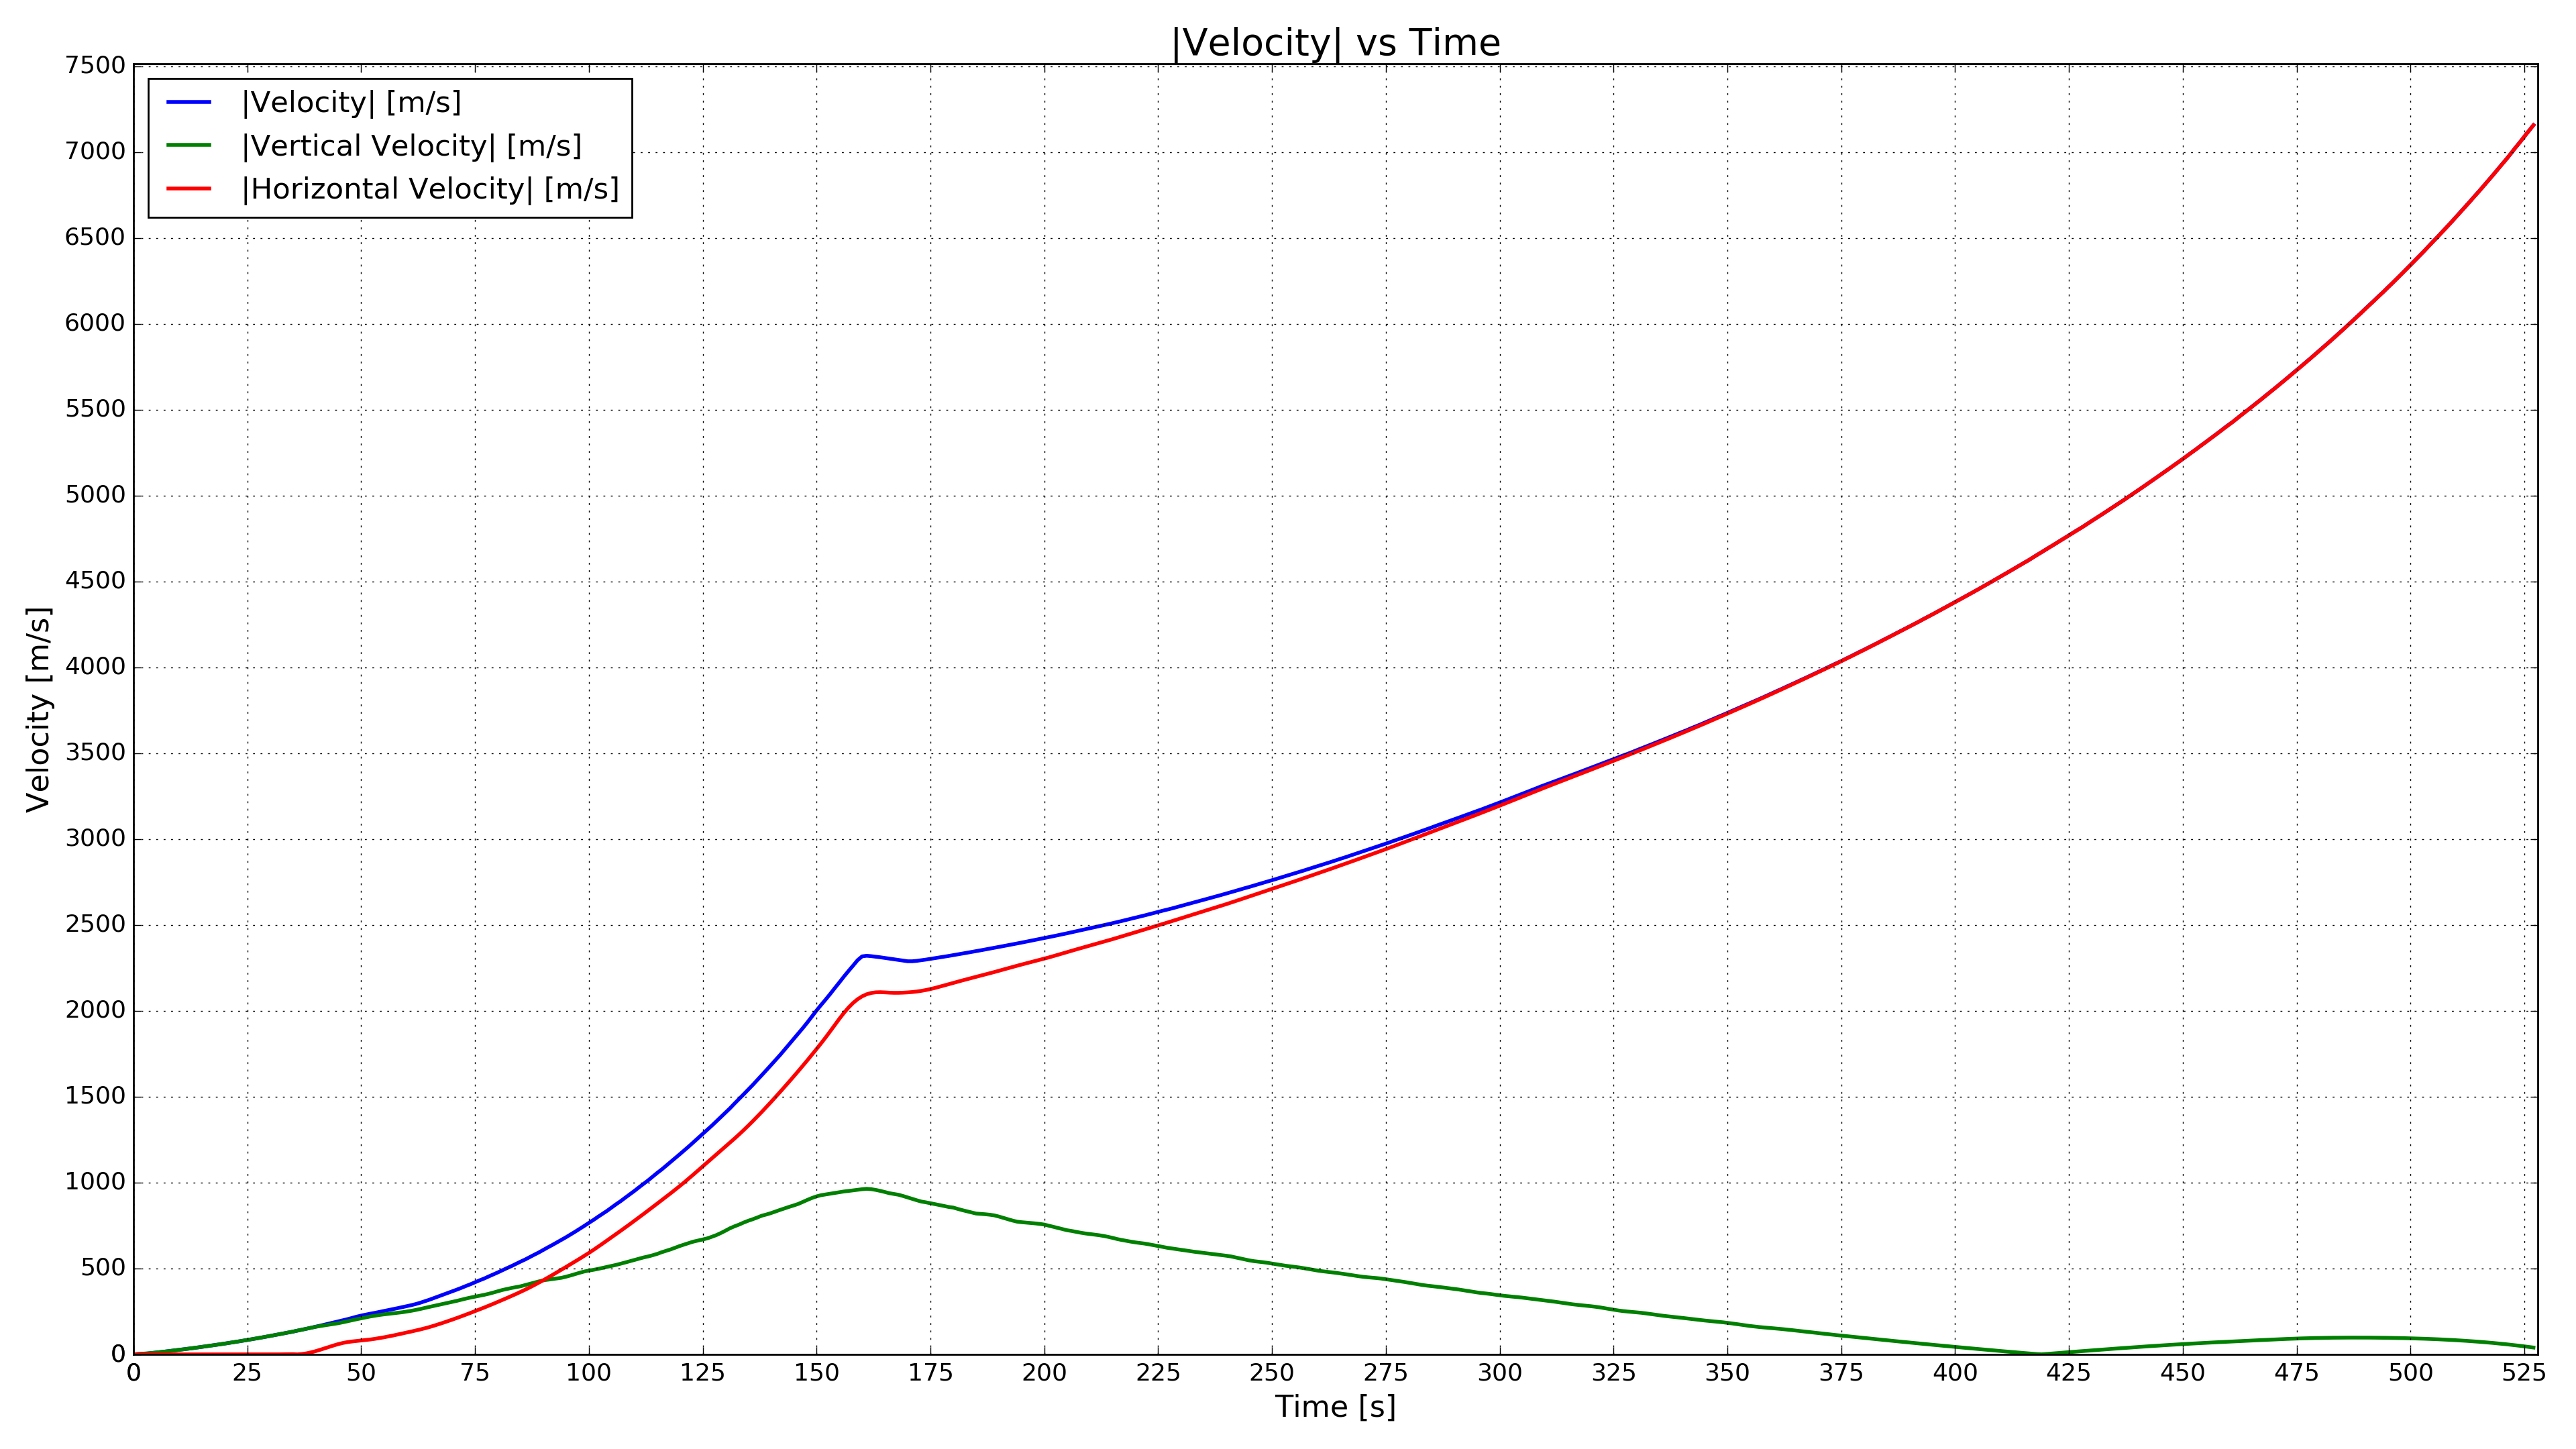 |Velocity| vs Time
|Velocity| [m/s]
|Vertical Velocity| [m/s]
|Horizontal Velocity| [m/s]
Velocity [m/s]
7500
7000
6500
6000
5500
5000
4500
4000
3500
3000
2500
2000
1500
1000
500
0
0 25 50 75 100 125 150 175 200 225 250 275 300 325 350 375 400 425 450 475 500 525
Time [s]